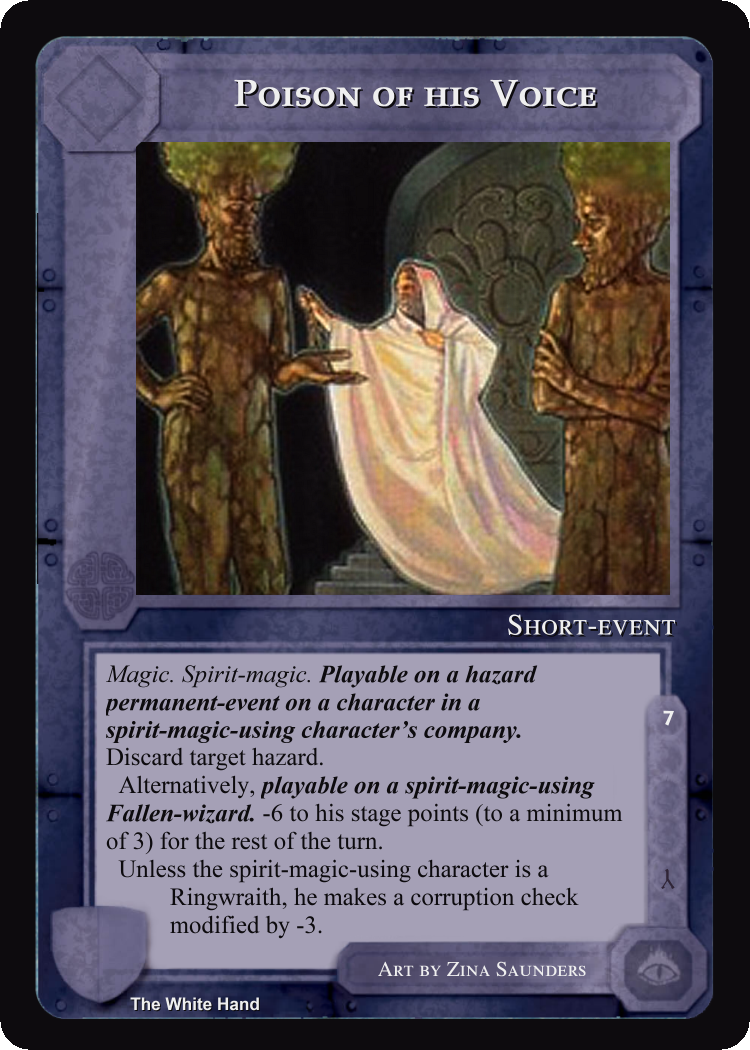 Poison of his Voice
Short-event
Magic. Spirit-magic. Playable on a hazard
permanent-event on a character in a
spirit-magic-using character's company.
Discard target hazard.
Alternatively, playable on a spirit-magic-using
Fallen-wizard. -6 to his stage points (to a minimum
of 3) for the rest of the turn.
Unless the spirit-magic-using character is a
Ringwraith, he makes a corruption check
modified by -3.
7
Art by Zina Saunders
The White Hand